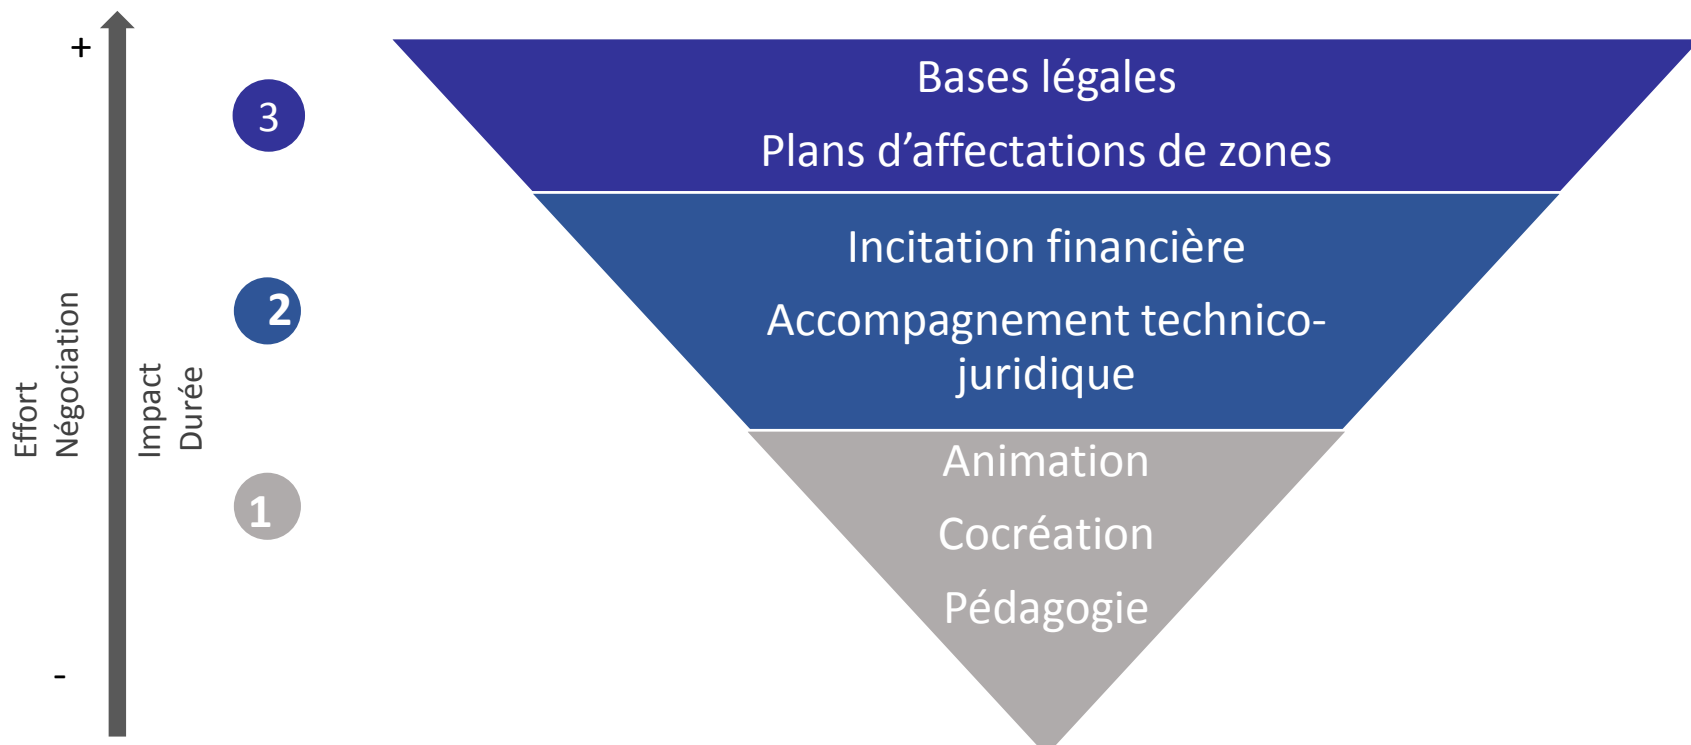 +
3
Bases légales
Plans d’affectations de zones
2
Incitation financière
Accompagnement technico-
juridique
Effort
Négociation
Impact
Durée
1
Animation
Cocréation
Pédagogie
-